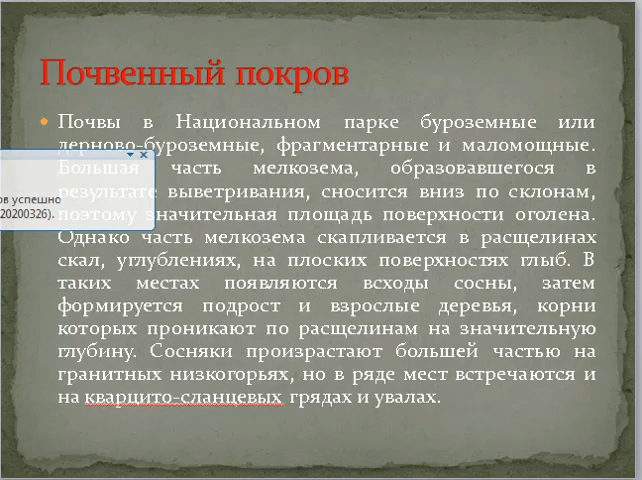 Почвенный покров
Почвы в Национальном парке буроземные или
дерново-буроземные, фрагментарные и маломощные.
Большая часть мелкозема, образовавшегося в
результате выветривания, сносится вниз по склонам,
ов успешно
поэтому значительная площадь поверхности оголена.
20200326).
Однако часть мелкозема скапливается в расщелинах
скал, углублениях, на плоских поверхностях глыб. В
таких местах появляются всходы сосны, затем
формируется подрост и взрослые деревья, корни
которых проникают по расщелинам на значительную
глубину. Сосняки произрастают большей частью на
гранитных низкогорьях, но в ряде мест встречаются и
на кварцито-сланцевых грядах и увалах.